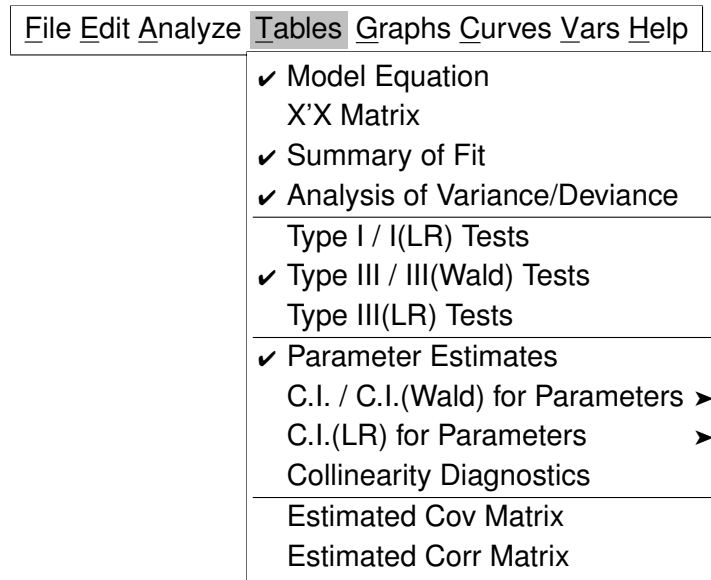 File Edit Analyze Tables Graphs Curves Vars Help
✔ Model Equation
X'X Matrix
✔ Summary of Fit
✔ Analysis of Variance/Deviance
Type I / I(LR) Tests
✔ Type III / III(Wald) Tests
Type III(LR) Tests
✔ Parameter Estimates
C.I. / C.I.(Wald) for Parameters ➤
C.I.(LR) for Parameters ➤
Collinearity Diagnostics
Estimated Cov Matrix
Estimated Corr Matrix